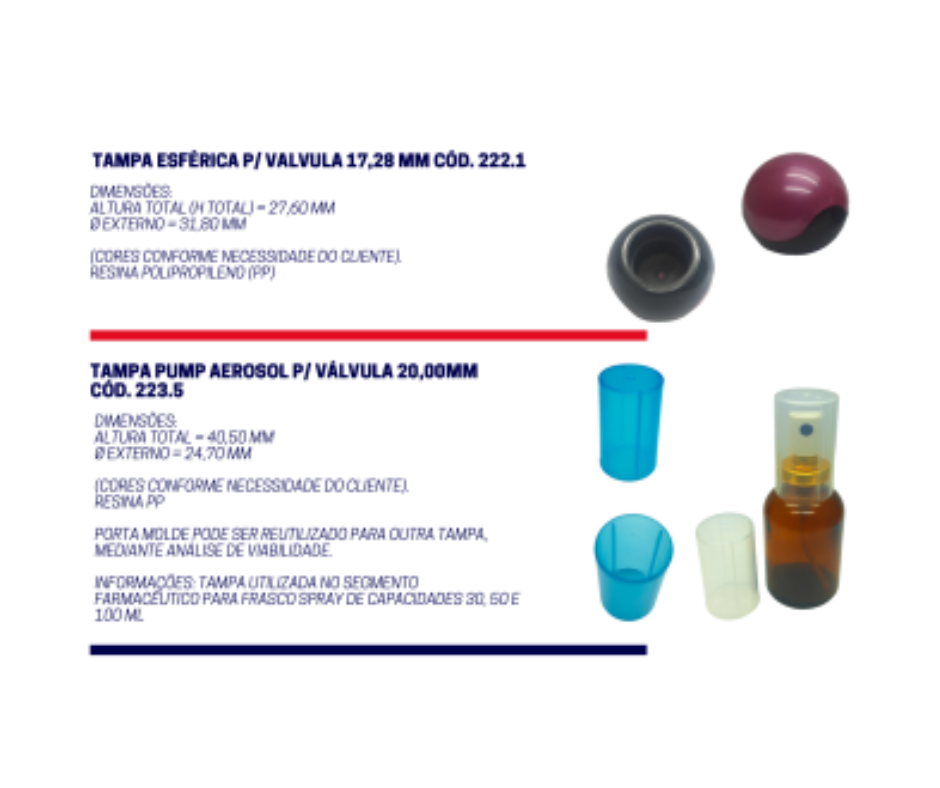 TAMPA ESFÉRICA P/ VALVULA 17,28 MM CÓD. 222.1
DIMENSÕES:
ALTURA TOTAL (H TOTAL) = 27,60 MM
Ø EXTERNO = 31,80 MM
(CORES CONFORME NECESSIDADE DO CLIENTE).
RESINA POLIPROPILENO (PP)
TAMPA PUMP AEROSOL P/ VÁLVULA 20,00MM
CÓD. 223.5
DIMENSÕES:
ALTURA TOTAL = 40,50 MM
Ø EXTERNO = 24,70 MM
(CORES CONFORME NECESSIDADE DO CLIENTE).
RESINA PP
PORTA MOLDE PODE SER REUTILIZADO PARA OUTRA TAMPA,
MEDIANTE ANÁLISE DE VIABILIDADE.
INFORMAÇÕES: TAMPA UTILIZADA NO SEGMENTO
FARMACÊUTICO PARA FRASCO SPRAY DE CAPACIDADES 30, 50 E
100 ML